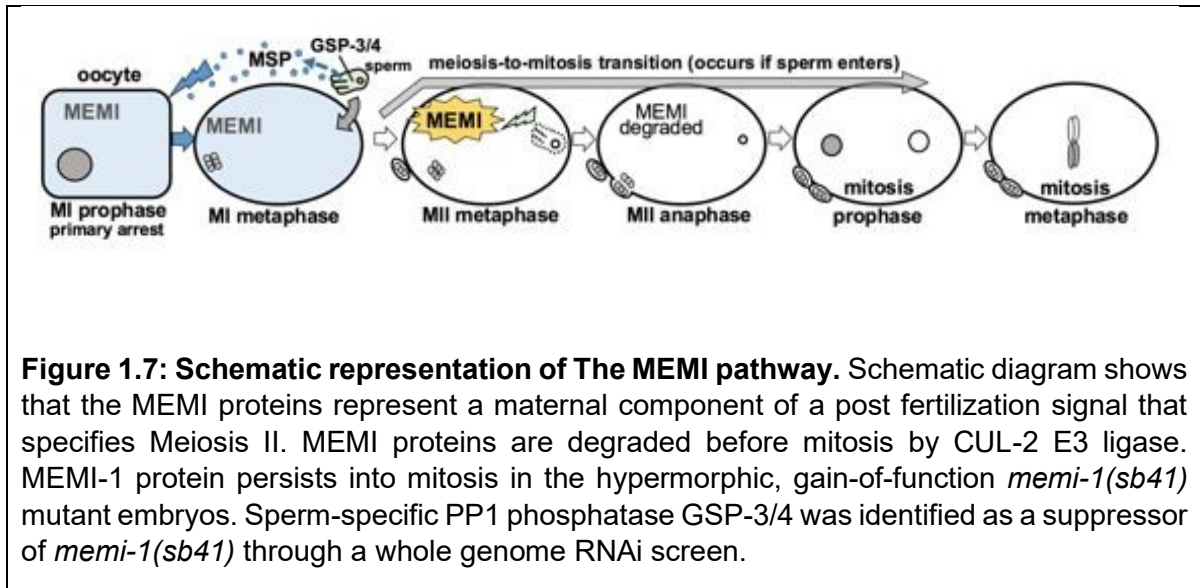 GSP-3/4
MSP
sperm
meiosis-to-mitosis transition (occurs if sperm enters)
oocyte
MEMI
MEMI
MEMI
MEMI
degraded
mitosis
mitosis
MI prophase
primary arrest
MI metaphase
MII metaphase
MII anaphase
prophase
metaphase
Figure 1.7: Schematic representation of The MEMI pathway. Schematic diagram shows
that the MEMI proteins represent a maternal component of a post fertilization signal that
specifies Meiosis II. MEMI proteins are degraded before mitosis by CUL-2 E3 ligase.
MEMI-1 protein persists into mitosis in the hypermorphic, gain-of-function memi-1(sb41)
mutant embryos. Sperm-specific PP1 phosphatase GSP-3/4 was identified as a suppressor
of memi-1(sb41) through a whole genome RNAi screen.